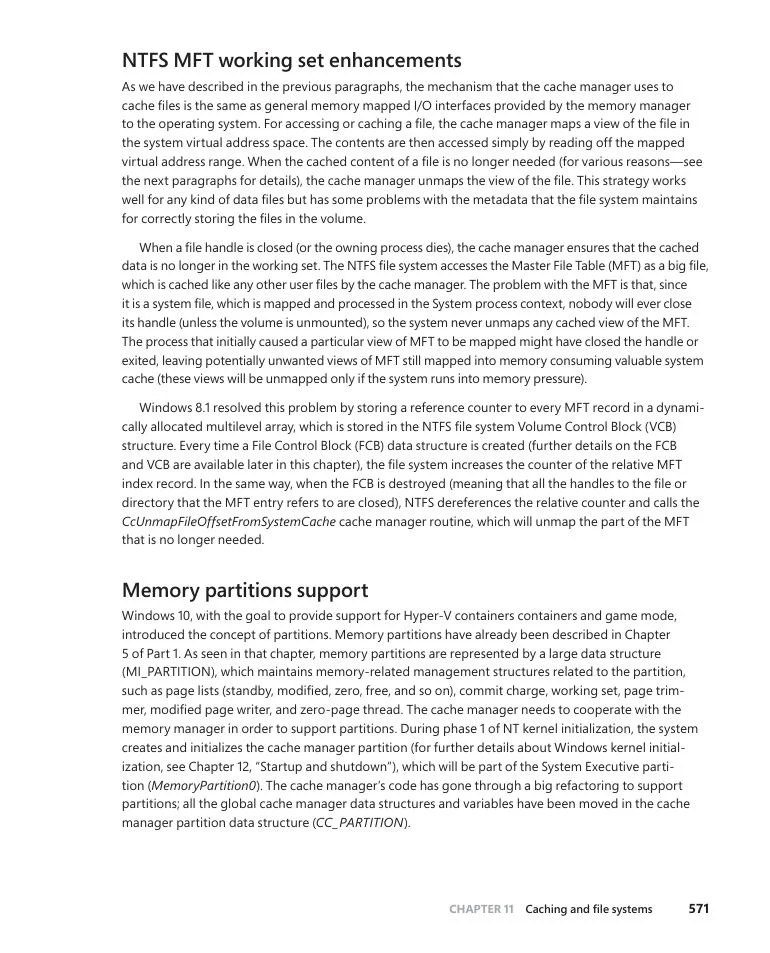 NTFS MFT working set enhancements
As we have described in the previous paragraphs, the mechanism that the cache manager uses to
cache files is the same as general memory mapped I/O interfaces provided by the memory manager
to the operating system. For accessing or caching a file, the cache manager maps a view of the file in
the system virtual address space. The contents are then accessed simply by reading off the mapped
virtual address range. When the cached content of a file is no longer needed (for various reasons—see
the next paragraphs for details), the cache manager unmaps the view of the file. This strategy works
well for any kind of data files but has some problems with the metadata that the file system maintains
for correctly storing the files in the volume.
When a file handle is closed (or the owning process dies), the cache manager ensures that the cached
data is no longer in the working set. The NTFS file system accesses the Master File Table (MFT) as a big file,
which is cached like any other user files by the cache manager. The problem with the MFT is that, since
it is a system file, which is mapped and processed in the System process context, nobody will ever close
its handle (unless the volume is unmounted), so the system never unmaps any cached view of the MFT.
The process that initially caused a particular view of MFT to be mapped might have closed the handle or
exited, leaving potentially unwanted views of MFT still mapped into memory consuming valuable system
cache (these views will be unmapped only if the system runs into memory pressure).
Windows 8.1 resolved this problem by storing a reference counter to every MFT record in a dynami-
cally allocated multilevel array, which is stored in the NTFS file system Volume Control Block (VCB)
structure. Every time a File Control Block (FCB) data structure is created (further details on the FCB
and VCB are available later in this chapter), the file system increases the counter of the relative MFT
index record. In the same way, when the FCB is destroyed (meaning that all the handles to the file or
directory that the MFT entry refers to are closed), NTFS dereferences the relative counter and calls the
CcUnmapFileOffsetFromSystemCache cache manager routine, which will unmap the part of the MFT
that is no longer needed.
Memory partitions support
Windows 10, with the goal to provide support for Hyper-V containers containers and game mode,
introduced the concept of partitions. Memory partitions have already been described in Chapter
5 of Part 1. As seen in that chapter, memory partitions are represented by a large data structure
(MI_PARTITION), which maintains memory-related management structures related to the partition,
such as page lists (standby, modified, zero, free, and so on), commit charge, working set, page trim-
mer, modified page writer, and zero-page thread. The cache manager needs to cooperate with the
memory manager in order to support partitions. During phase 1 of NT kernel initialization, the system
creates and initializes the cache manager partition (for further details about Windows kernel initial-
ization, see Chapter 12, “Startup and shutdown”), which will be part of the System Executive parti-
tion (MemoryPartition0). The cache manager’s code has gone through a big refactoring to support
partitions; all the global cache manager data structures and variables have been moved in the cache
manager partition data structure (CC_PARTITION).
CHAPTER 11 Caching and file systems 571